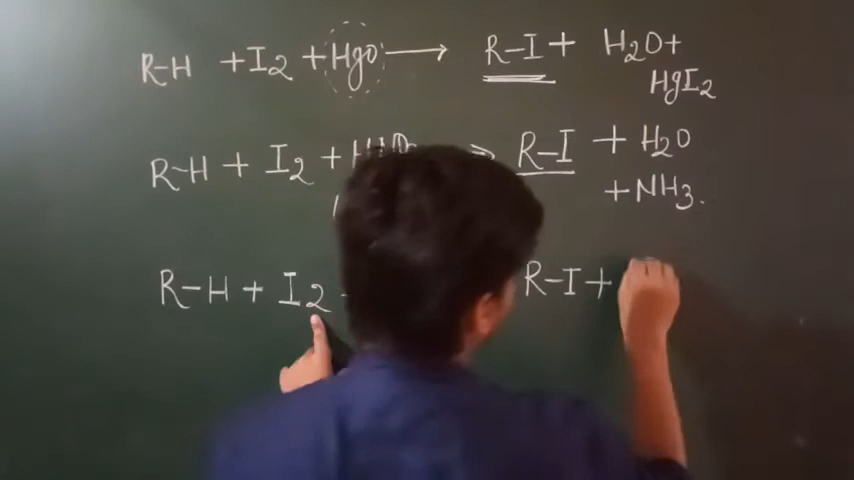 R-H + I2 + HgO → R-I + H2O +
HgI2
R-H + I2 + R-I + H2O
+ NH3.
R-H + I2 R-I +